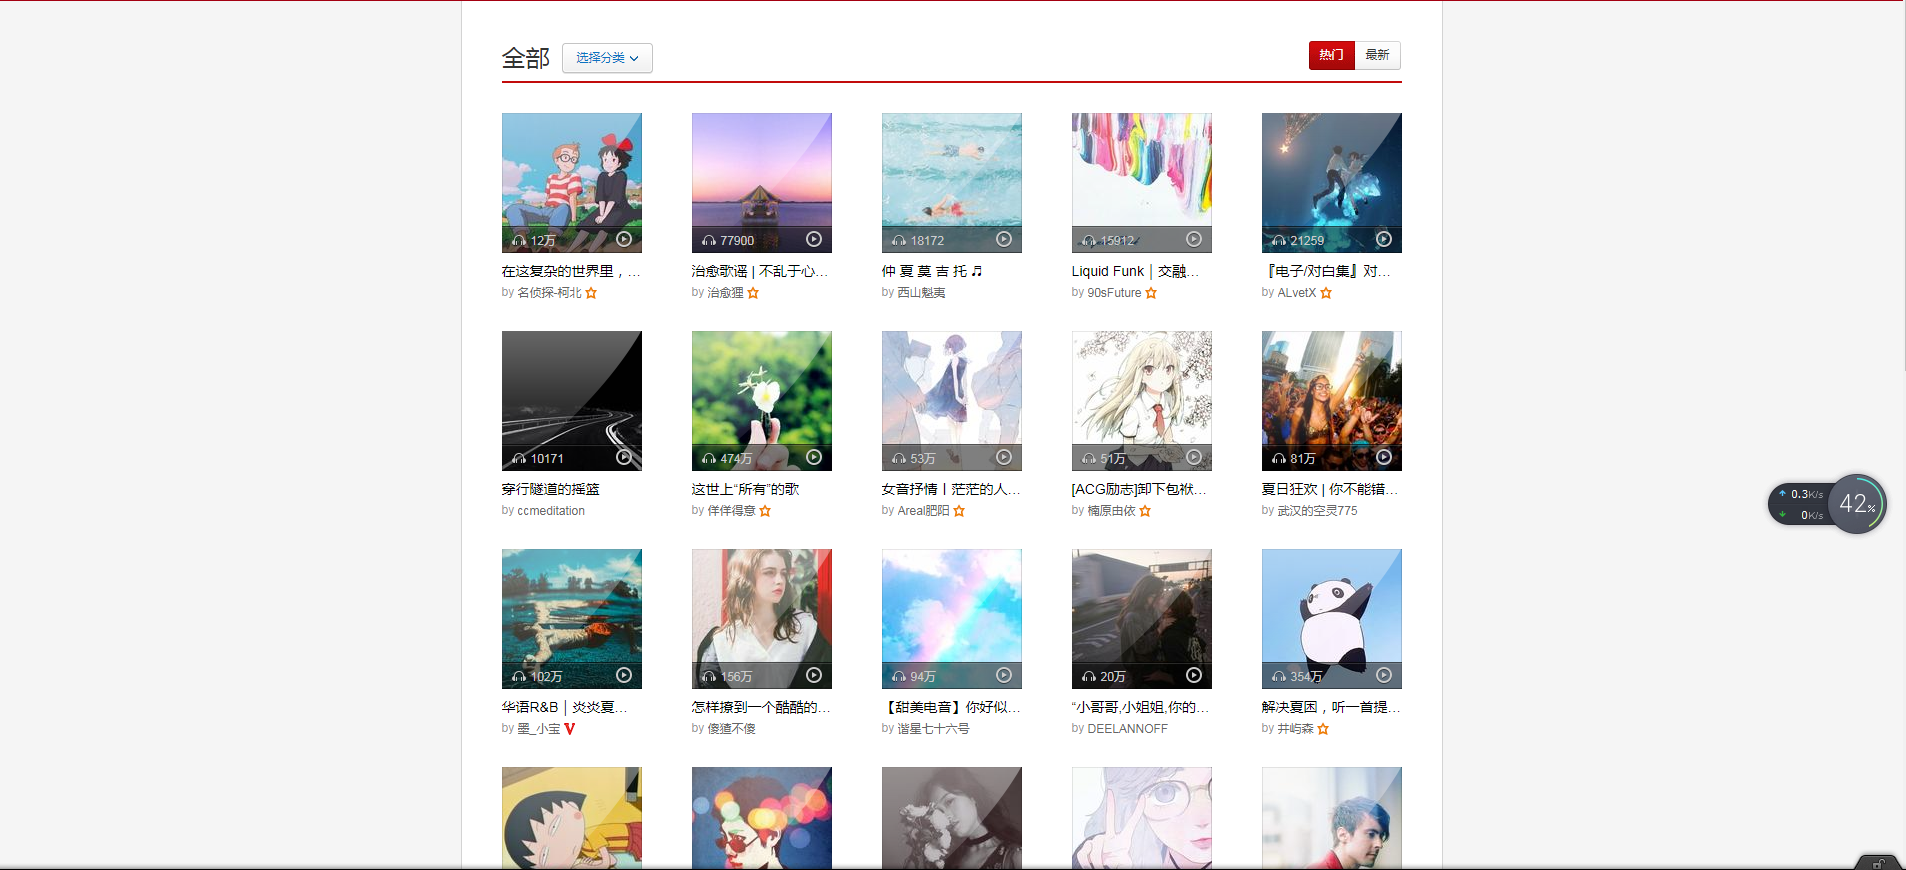 全部 选择分类 热门 最新
12万 77900 18172 15912 21259
在这复杂的世界里，... 治愈歌谣 | 不乱于心... 仲 夏 莫 吉 托 ♬ Liquid Funk｜交融... 『电子/对白集』对...
by 名侦探-柯北 by 治愈狸 by 西山魁夷 by 90sFuture by ALvetX
10171 474万 53万 51万 81万
穿行隧道的摇篮 这世上“所有”的歌 女音抒情丨茫茫的人... [ACG励志]卸下包袱... 夏日狂欢 | 你不能错...
by ccmeditation by 佯佯得意 by Areal肥阳 by 楠原由依 by 武汉的空灵775
102万 156万 94万 20万 354万
华语R&B｜炎炎夏... 怎样撩到一个酷酷的... 【甜美电音】你好似... “小哥哥,小姐姐,你的... 解决夏困，听一首提...
by 墨_小宝 V by 傻猹不傻 by 谐星七十六号 by DEELANNOFF by 井屿森
0.3K/s
0K/s
42%